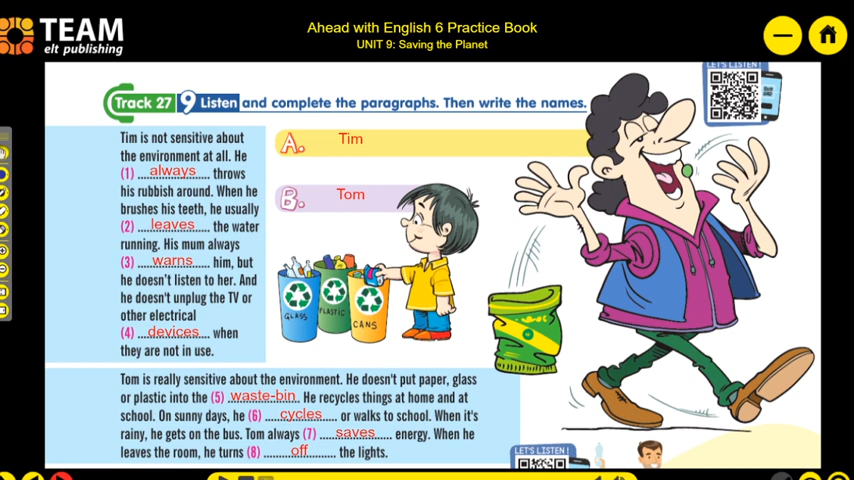 TEAM
elt publishing
Ahead with English 6 Practice Book
UNIT 9: Saving the Planet
LET'S LISTEN!
Track 27 9 Listen and complete the paragraphs. Then write the names.
Tim is not sensitive about
the environment at all. He
(1) ....always.... throws
his rubbish around. When he
brushes his teeth, he usually
(2) ....leaves.... the water
running. His mum always
(3) ....warns.... him, but
he doesn't listen to her. And
he doesn't unplug the TV or
other electrical
(4) ....devices.... when
they are not in use.
A. Tim
B. Tom
GLASS
PLASTIC
CANS
Tom is really sensitive about the environment. He doesn't put paper, glass
or plastic into the (5) ....waste-bin.... He recycles things at home and at
school. On sunny days, he (6) ....cycles.... or walks to school. When it's
rainy, he gets on the bus. Tom always (7) ....saves.... energy. When he
leaves the room, he turns (8) ....off.... the lights.
LET'S LISTEN!